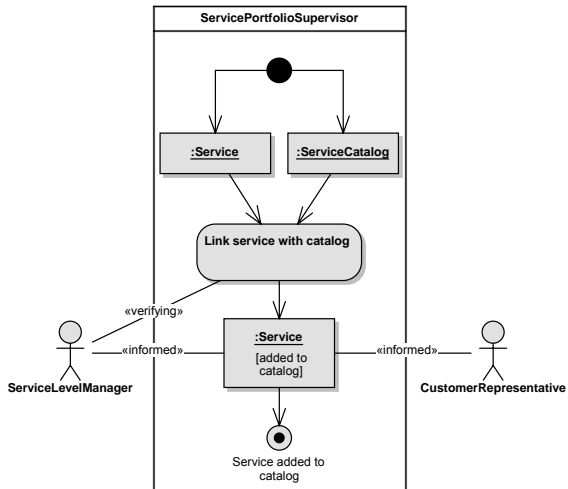 ServicePortfolioSupervisor
:Service
:ServiceCatalog
Link service with catalog
«verifying»
:Service
«informed»
«informed»
[added to
catalog]
ServiceLevelManager
CustomerRepresentative
Service added to
catalog